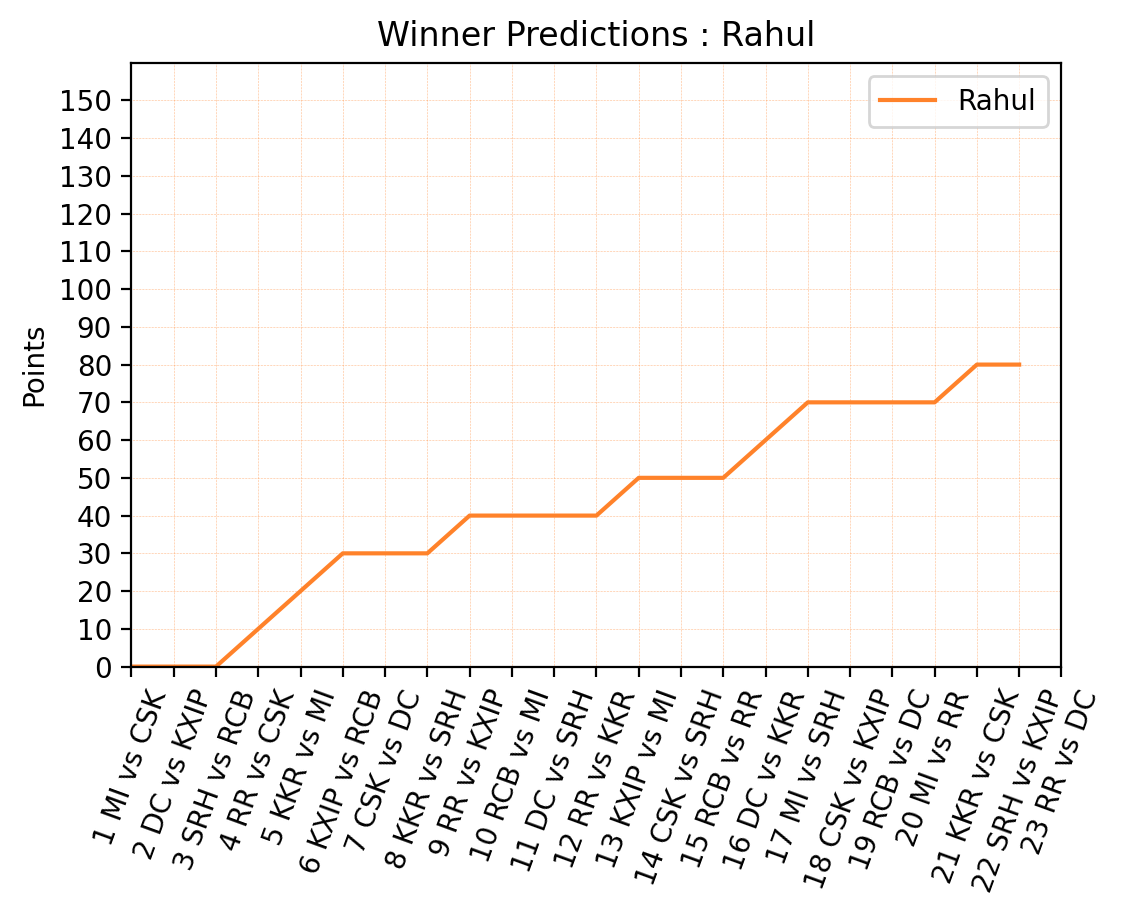 Winner Predictions : Rahul
Rahul
Points
150
140
130
120
110
100
90
80
70
60
50
40
30
20
10
0
1 MI vs CSK
2 DC vs KXIP
3 SRH vs RCB
4 RR vs CSK
5 KKR vs MI
6 KXIP vs RCB
7 CSK vs DC
8 KKR vs SRH
9 RR vs KXIP
10 RCB vs MI
11 DC vs SRH
12 RR vs KKR
13 KXIP vs MI
14 CSK vs SRH
15 RCB vs RR
16 DC vs KKR
17 MI vs SRH
18 CSK vs KXIP
19 RCB vs DC
20 MI vs RR
21 KKR vs CSK
22 SRH vs KXIP
23 RR vs DC